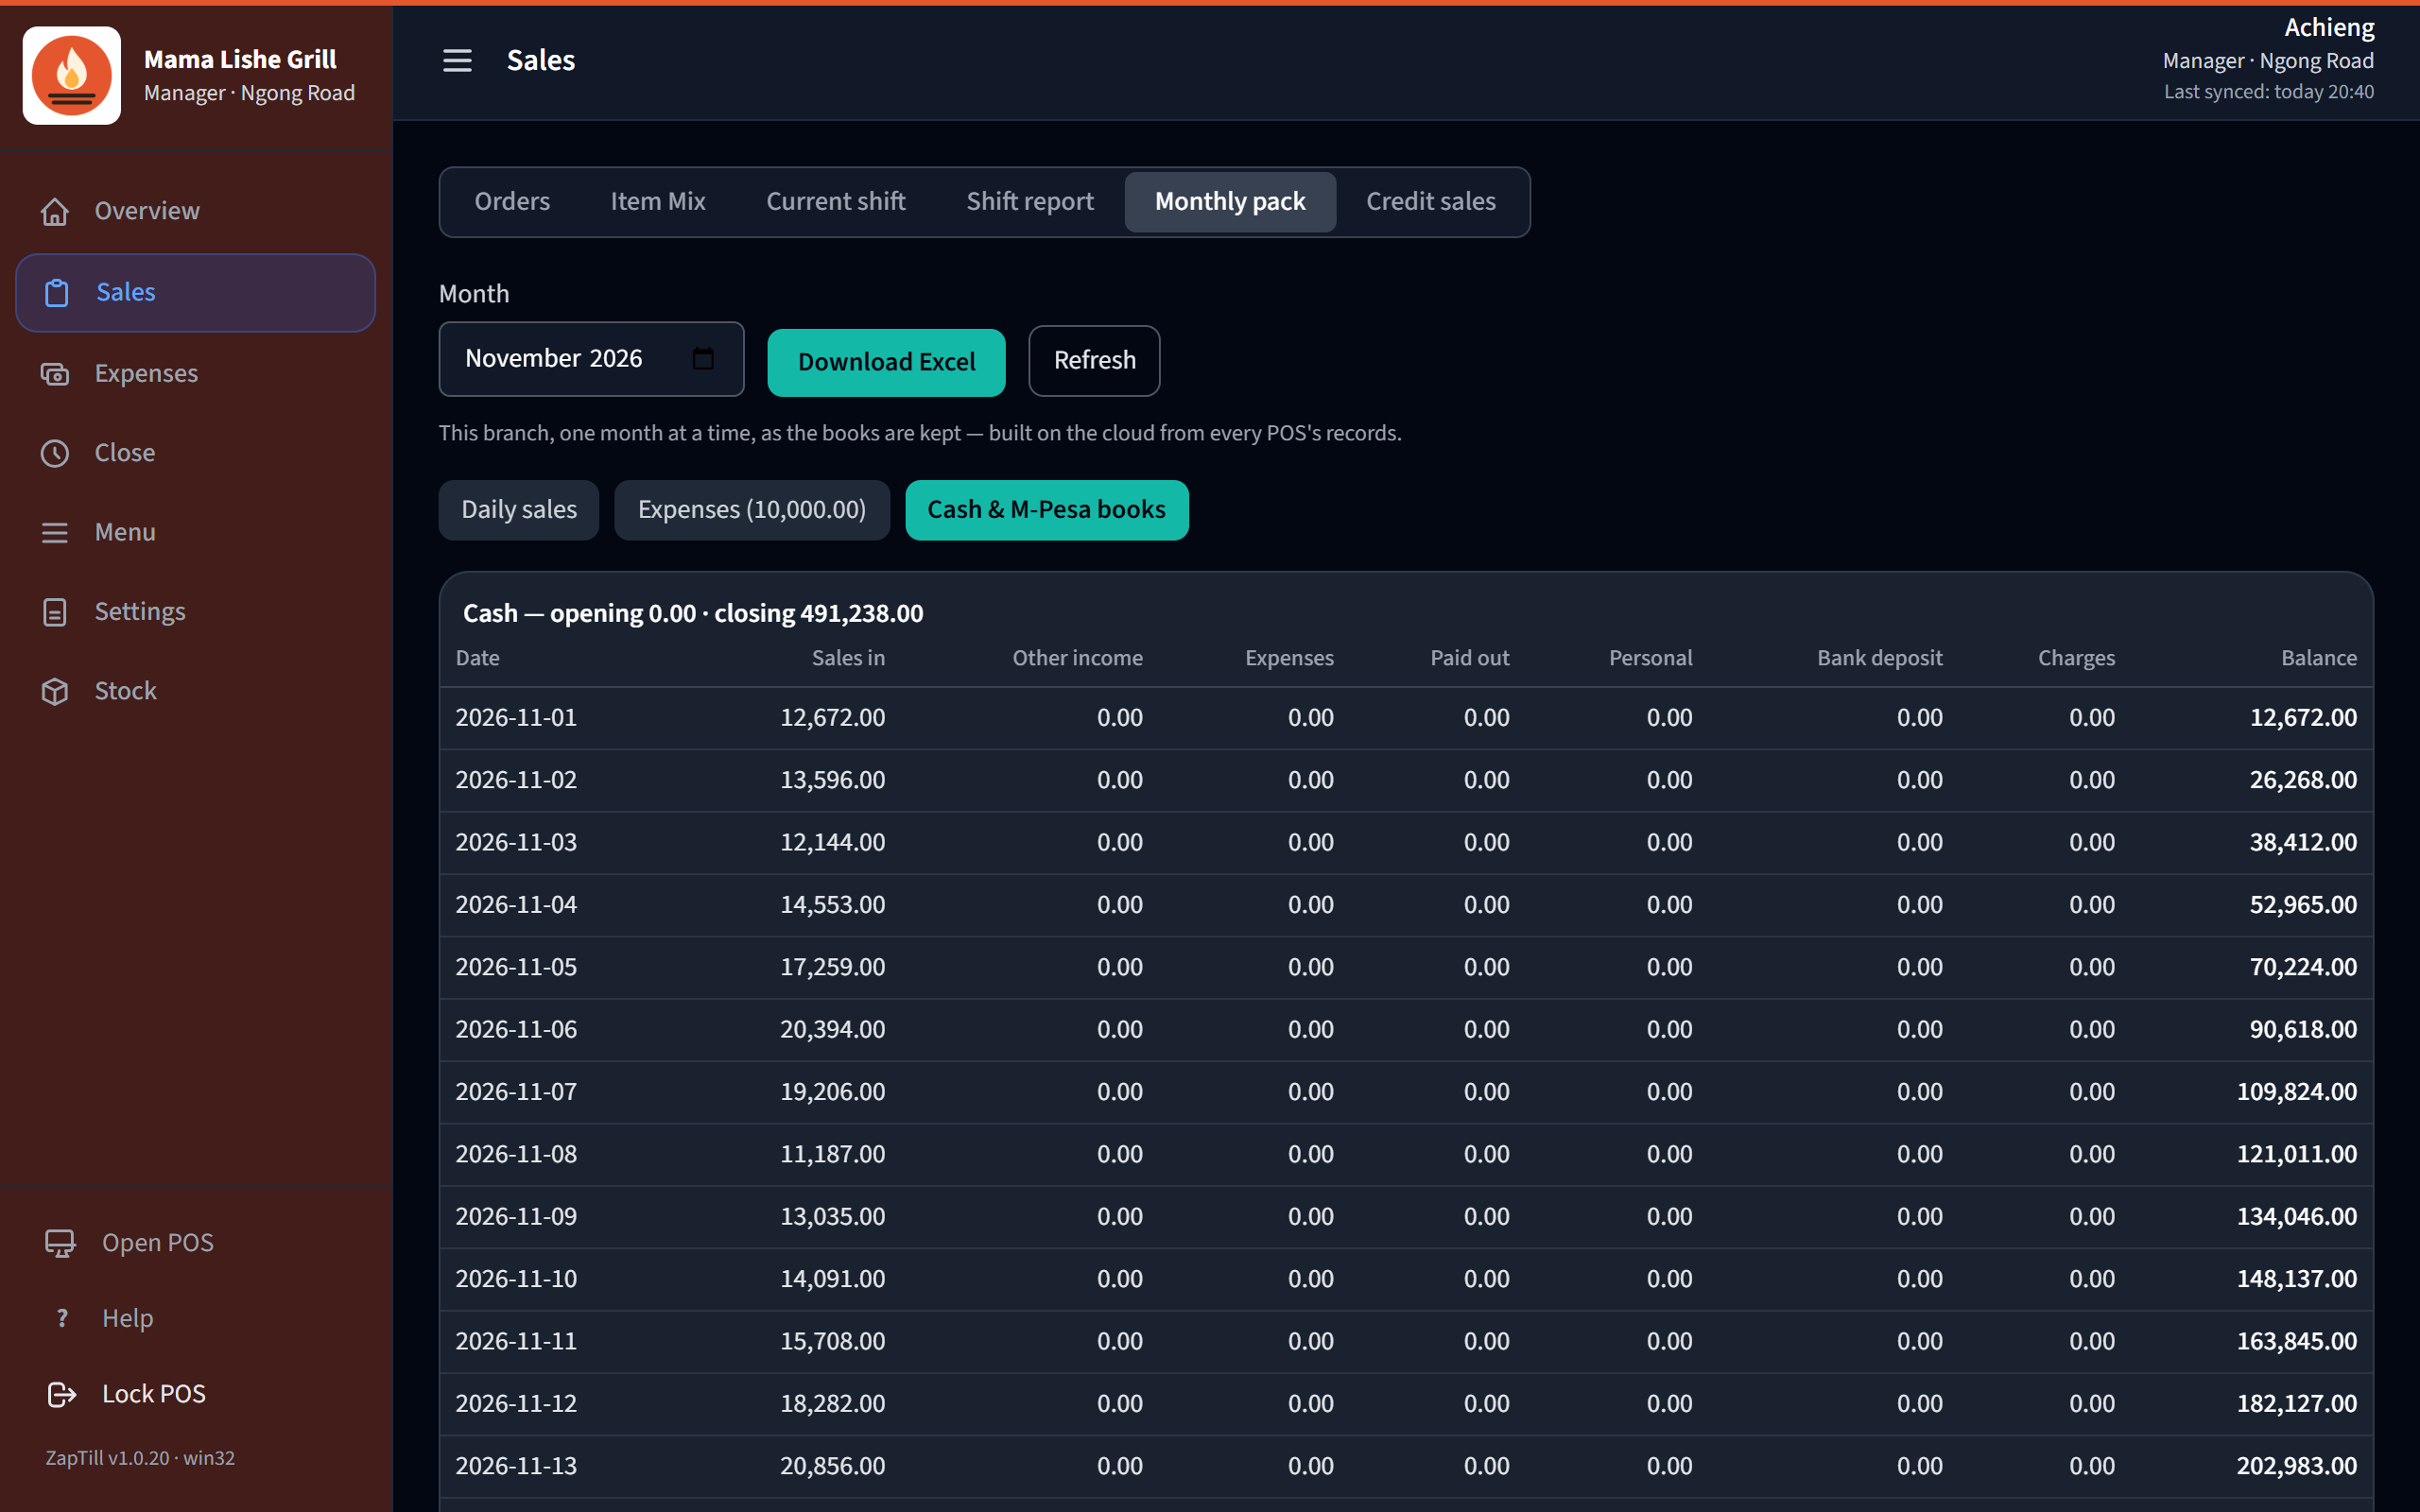 Mama Lishe Grill
Manager · Ngong Road
Overview
Sales
Expenses
Close
Menu
Settings
Stock
Open POS
? Help
Lock POS
ZapTill v1.0.20 · win32
Sales
Achieng
Manager · Ngong Road
Last synced: today 20:40
Orders Item Mix Current shift Shift report Monthly pack Credit sales
Month
November 2026 Download Excel Refresh
This branch, one month at a time, as the books are kept — built on the cloud from every POS's records.
Daily sales Expenses (10,000.00) Cash & M-Pesa books
Cash — opening 0.00 · closing 491,238.00
Date Sales in Other income Expenses Paid out Personal Bank deposit Charges Balance
2026-11-01 12,672.00 0.00 0.00 0.00 0.00 0.00 0.00 12,672.00
2026-11-02 13,596.00 0.00 0.00 0.00 0.00 0.00 0.00 26,268.00
2026-11-03 12,144.00 0.00 0.00 0.00 0.00 0.00 0.00 38,412.00
2026-11-04 14,553.00 0.00 0.00 0.00 0.00 0.00 0.00 52,965.00
2026-11-05 17,259.00 0.00 0.00 0.00 0.00 0.00 0.00 70,224.00
2026-11-06 20,394.00 0.00 0.00 0.00 0.00 0.00 0.00 90,618.00
2026-11-07 19,206.00 0.00 0.00 0.00 0.00 0.00 0.00 109,824.00
2026-11-08 11,187.00 0.00 0.00 0.00 0.00 0.00 0.00 121,011.00
2026-11-09 13,035.00 0.00 0.00 0.00 0.00 0.00 0.00 134,046.00
2026-11-10 14,091.00 0.00 0.00 0.00 0.00 0.00 0.00 148,137.00
2026-11-11 15,708.00 0.00 0.00 0.00 0.00 0.00 0.00 163,845.00
2026-11-12 18,282.00 0.00 0.00 0.00 0.00 0.00 0.00 182,127.00
2026-11-13 20,856.00 0.00 0.00 0.00 0.00 0.00 0.00 202,983.00